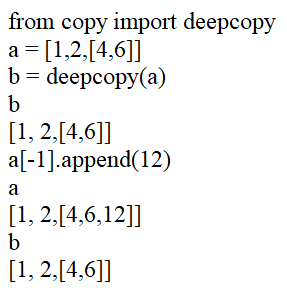 from copy import deepcopy
a = [1,2,[4,6]]
b = deepcopy(a)
b
[1, 2,[4,6]]
a[-1].append(12)
a
[1, 2,[4,6,12]]
b
[1, 2,[4,6]]